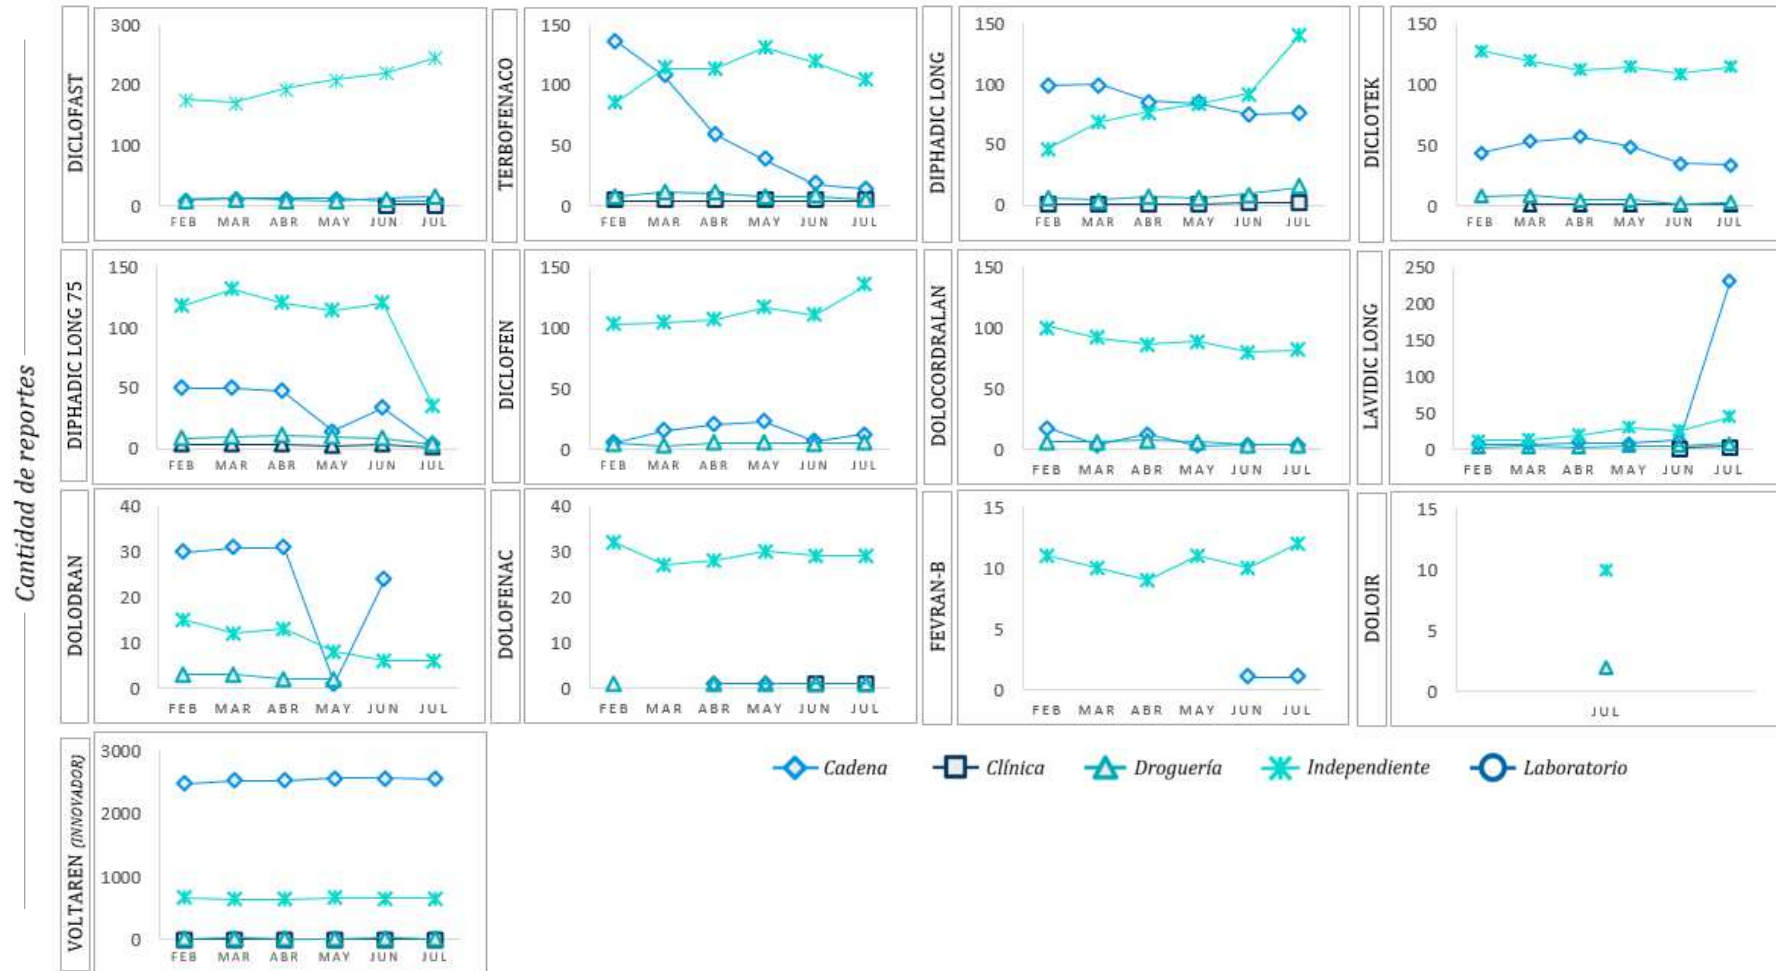 Cantidad de reportes
DICLOFAST
300
200
100
0
FEB MAR ABR MAY JUN JUL
TERBOFENACO
150
100
50
0
FEB MAR ABR MAY JUN JUL
DIPHADIC LONG
150
100
50
0
FEB MAR ABR MAY JUN JUL
DICLOTEK
150
100
50
0
FEB MAR ABR MAY JUN JUL
DIPHADIC LONG 75
150
100
50
0
FEB MAR ABR MAY JUN JUL
DICLOFEN
150
100
50
0
FEB MAR ABR MAY JUN JUL
DOLOCORDRALAN
150
100
50
0
FEB MAR ABR MAY JUN JUL
LAVIDIC LONG
250
200
150
100
50
0
FEB MAR ABR MAY JUN JUL
DOLODRAN
40
30
20
10
0
FEB MAR ABR MAY JUN JUL
DOLOFENAC
40
30
20
10
0
FEB MAR ABR MAY JUN JUL
FEVRAN-B
15
10
5
0
FEB MAR ABR MAY JUN JUL
DOLOIR
15
10
5
0
JUL
VOLTAREN (INNOVADOR)
3000
2000
1000
0
FEB MAR ABR MAY JUN JUL
Cadena Clínica Droguería Independiente Laboratorio